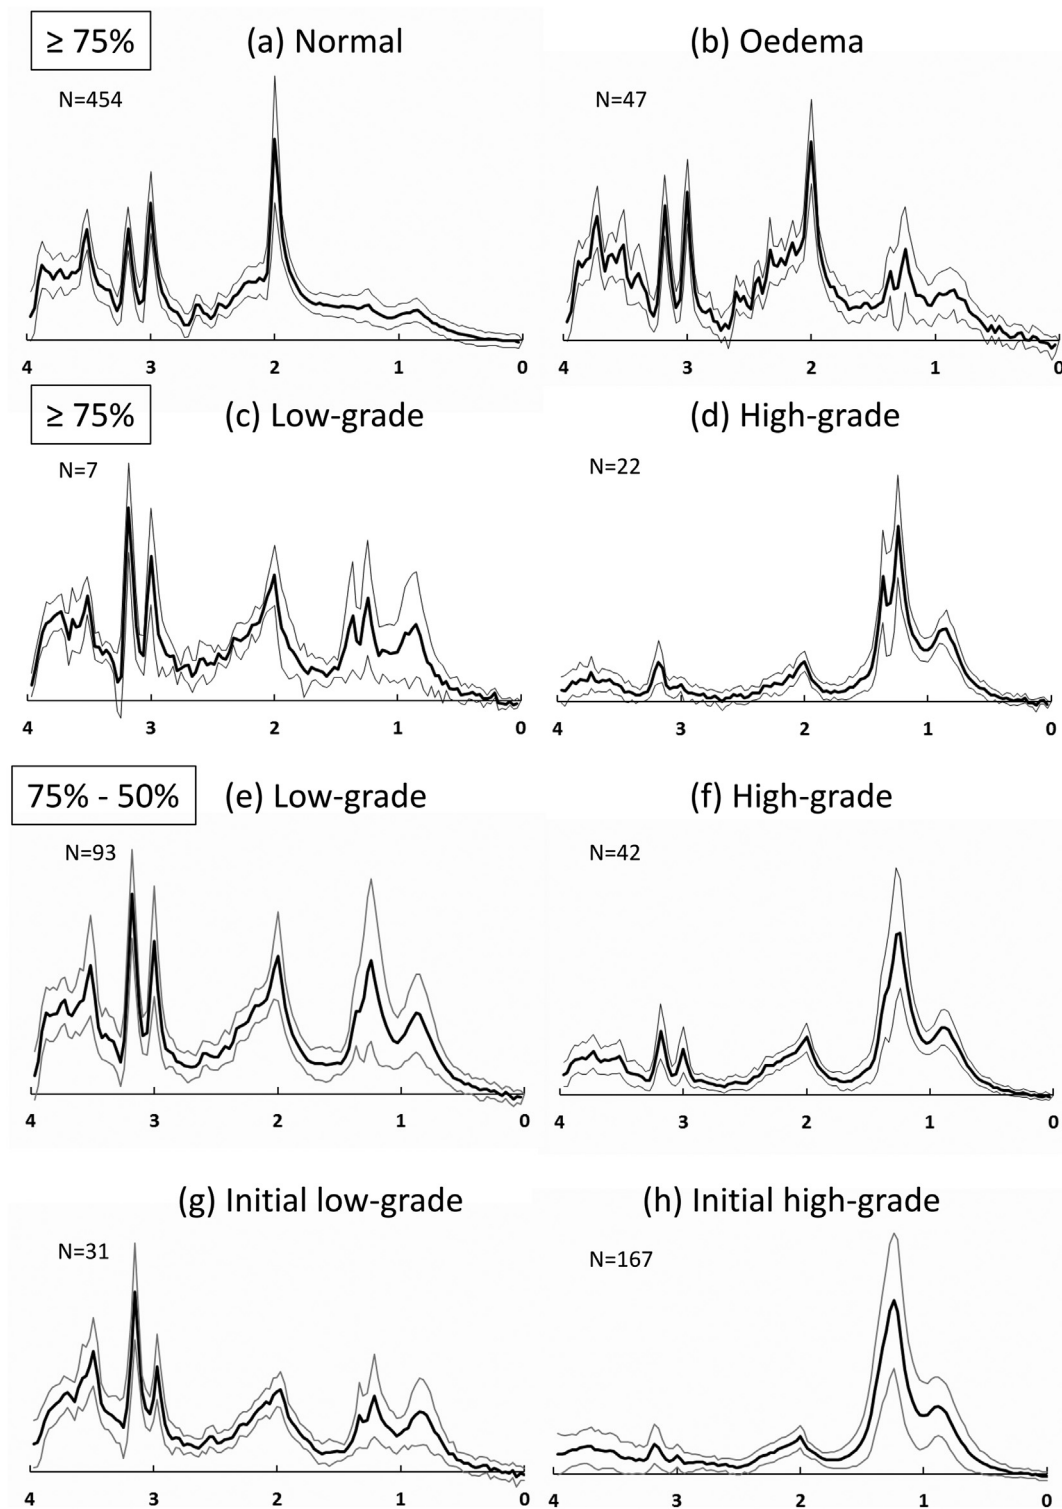 ≥ 75%
(a) Normal
(b) Oedema
N=454
N=47
4 3 2 1 0
4 3 2 1 0
≥ 75%
(c) Low-grade
(d) High-grade
N=7
N=22
4 3 2 1 0
4 3 2 1 0
75% - 50%
(e) Low-grade
(f) High-grade
N=93
N=42
4 3 2 1 0
4 3 2 1 0
(g) Initial low-grade
(h) Initial high-grade
N=31
N=167
4 3 2 1 0
4 3 2 1 0